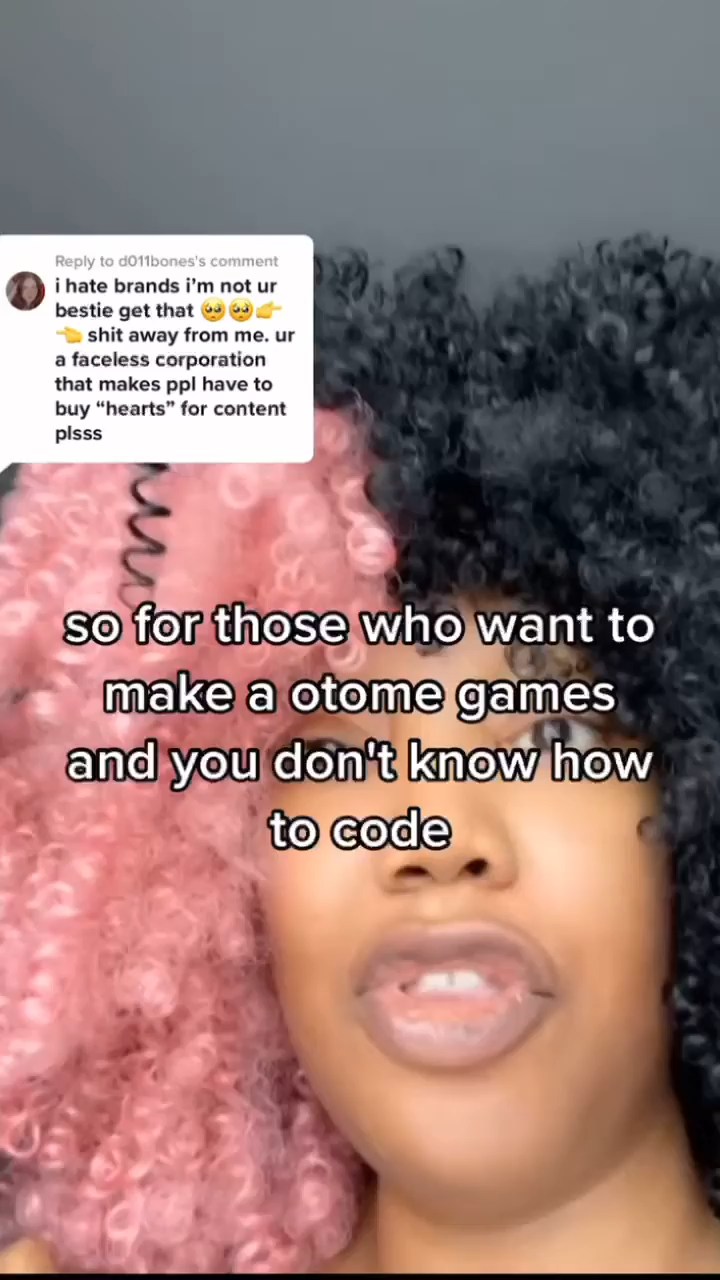 Reply to d011bones's comment
i hate brands i’m not ur
bestie get that 🥺🥺👉
👈 shit away from me. ur
a faceless corporation
that makes ppl have to
buy “hearts” for content
plsss
so for those who want to
make a otome games
and you don't know how
to code